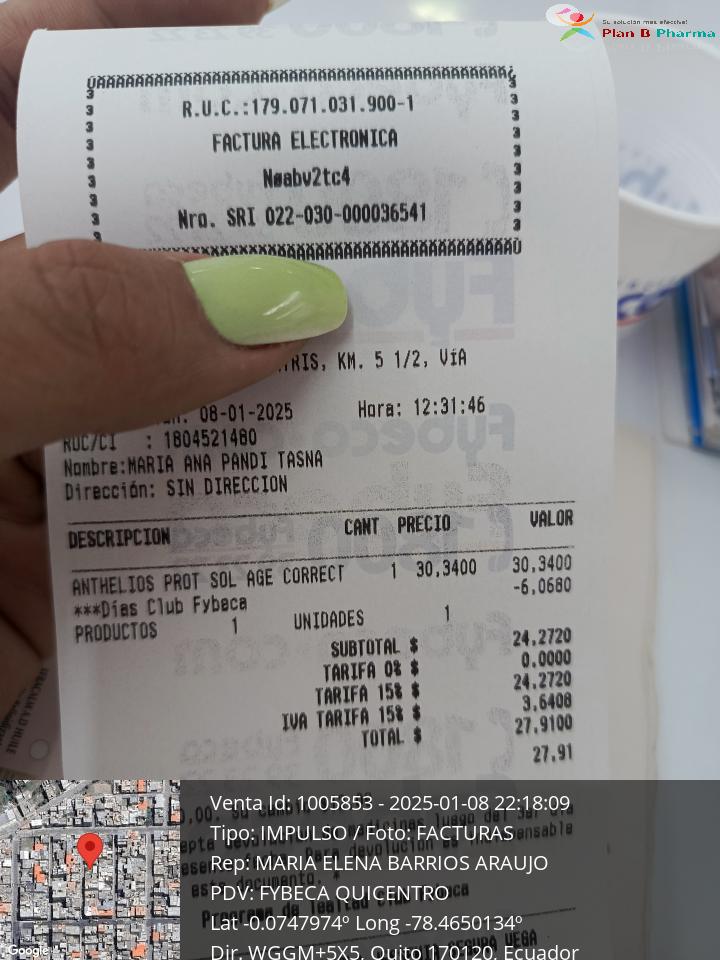 Su solución más efectiva!
Plan B Pharma
R.U.C.:179.071.031.900-1
FACTURA ELECTRONICA
Nøabv2tc4
Nro. SRI 022-030-000036541
KM. 5 1/2, VíA
08-01-2025 Hora: 12:31:46
RUC/CI : 1804521480
Nombre:MARIA ANA PANDI TASNA
Dirección: SIN DIRECCION
DESCRIPCION CANT PRECIO VALOR
ANTHELIOS PROT SOL AGE CORRECT 1 30,3400 30,3400
***Días Club Fybeca -6,0680
PRODUCTOS 1 UNIDADES 1
SUBTOTAL $ 24,2720
TARIFA 0% $ 0,0000
TARIFA 15% $ 24,2720
IVA TARIFA 15% $ 3,6408
TOTAL $ 27,9100
27,91
Venta Id: 1005853 - 2025-01-08 22:18:09
Tipo: IMPULSO / Foto: FACTURAS
Rep: MARIA ELENA BARRIOS ARAUJO
PDV: FYBECA QUICENTRO
Lat -0.0747974º Long -78.4650134º
Dir. WGGM+5X5, Quito 170120, Ecuador
Google